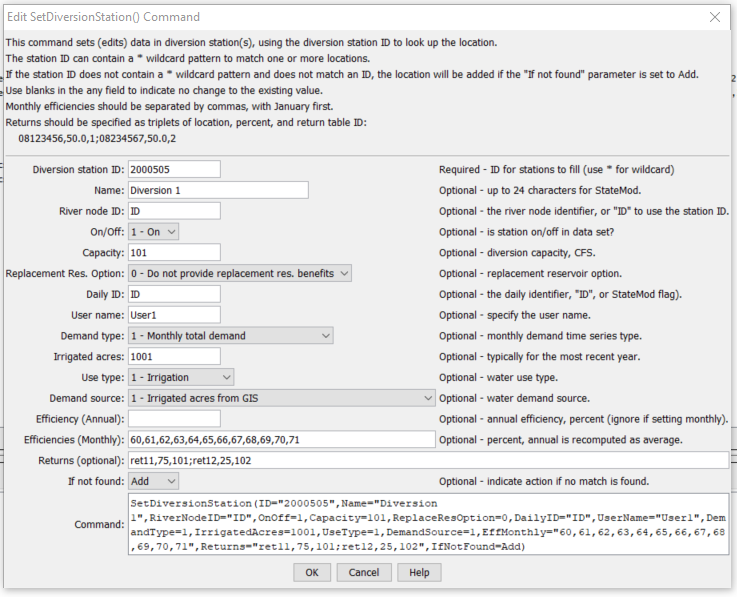 Edit SetDiversionStation() Command
This command sets (edits) data in diversion station(s), using the diversion station ID to look up the location.
The station ID can contain a * wildcard pattern to match one or more locations.
If the station ID does not contain a * wildcard pattern and does not match an ID, the location will be added if the "If not found" parameter is set to Add.
Use blanks in the any field to indicate no change to the existing value.
Monthly efficiencies should be separated by commas, with January first.
Returns should be specified as triplets of location, percent, and return table ID:
08123456,50.0,1;08234567,50.0,2
Diversion station ID: 2000505 Required - ID for stations to fill (use * for wildcard)
Name: Diversion 1 Optional - up to 24 characters for StateMod.
River node ID: ID Optional - the river node identifier, or "ID" to use the station ID.
On/Off: 1 - On Optional - is station on/off in data set?
Capacity: 101 Optional - diversion capacity, CFS.
Replacement Res. Option: 0 - Do not provide replacement res. benefits Optional - replacement reservoir option.
Daily ID: ID Optional - the daily identifier, "ID", or StateMod flag).
User name: User1 Optional - specify the user name.
Demand type: 1 - Monthly total demand Optional - monthly demand time series type.
Irrigated acres: 1001 Optional - typically for the most recent year.
Use type: 1 - Irrigation Optional - water use type.
Demand source: 1 - Irrigated acres from GIS Optional - water demand source.
Efficiency (Annual): Optional - annual efficiency, percent (ignore if setting monthly).
Efficiencies (Monthly): 60,61,62,63,64,65,66,67,68,69,70,71 Optional - percent, annual is recomputed as average.
Returns (optional): ret11,75,101;ret12,25,102
If not found: Add Optional - indicate action if no match is found.
Command: SetDiversionStation(ID="2000505",Name="Diversion
1",RiverNodeID="ID",OnOff=1,Capacity=101,ReplaceResOption=0,DailyID="ID",UserName="User1",Dem
andType=1,IrrigatedAcres=1001,UseType=1,DemandSource=1,EffMonthly="60,61,62,63,64,65,66,67,68
,69,70,71",Returns="ret11,75,101;ret12,25,102",IfNotFound=Add)
OK Cancel Help